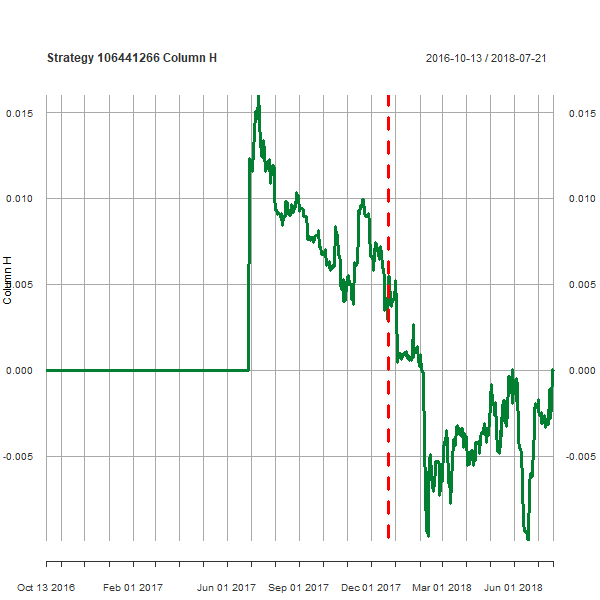 Strategy 106441266 Column H
2016-10-13 / 2018-07-21
0.015 0.015
0.010 0.010
0.005 0.005
Column H
0.000 0.000
-0.005 -0.005
Oct 13 2016 Feb 01 2017 Jun 01 2017 Sep 01 2017 Dec 01 2017 Mar 01 2018 Jun 01 2018